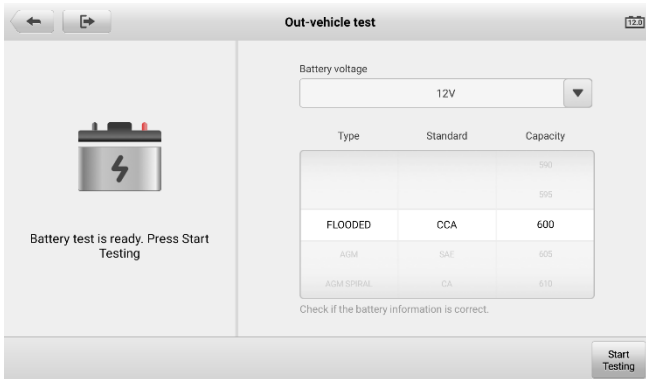 Out-vehicle test
12.0
Battery voltage
12V
Type Standard Capacity
590
595
FLOODED CCA 600
AGM SAE 605
AGM SPIRAL CA 610
Check if the battery information is correct.
Battery test is ready. Press Start
Testing
Start
Testing